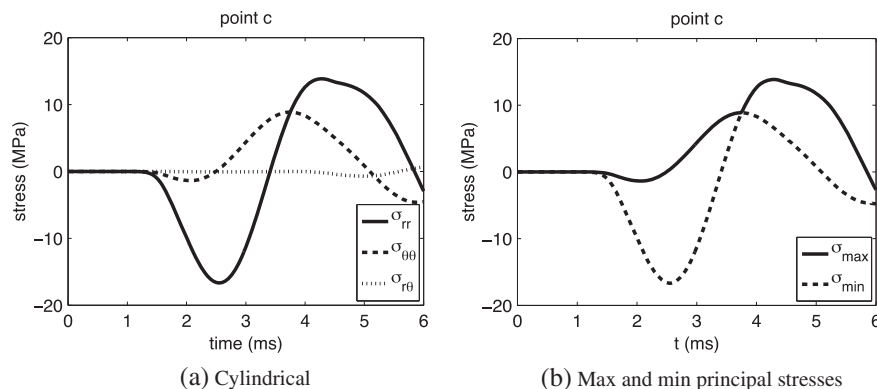 point c
20
10
0
−10
−20
stress (MPa)
0 1 2 3 4 5 6
time (ms)
σrr
σθθ
σrθ
(a) Cylindrical
point c
20
10
0
−10
−20
stress (MPa)
0 1 2 3 4 5 6
t (ms)
σmax
σmin
(b) Max and min principal stresses